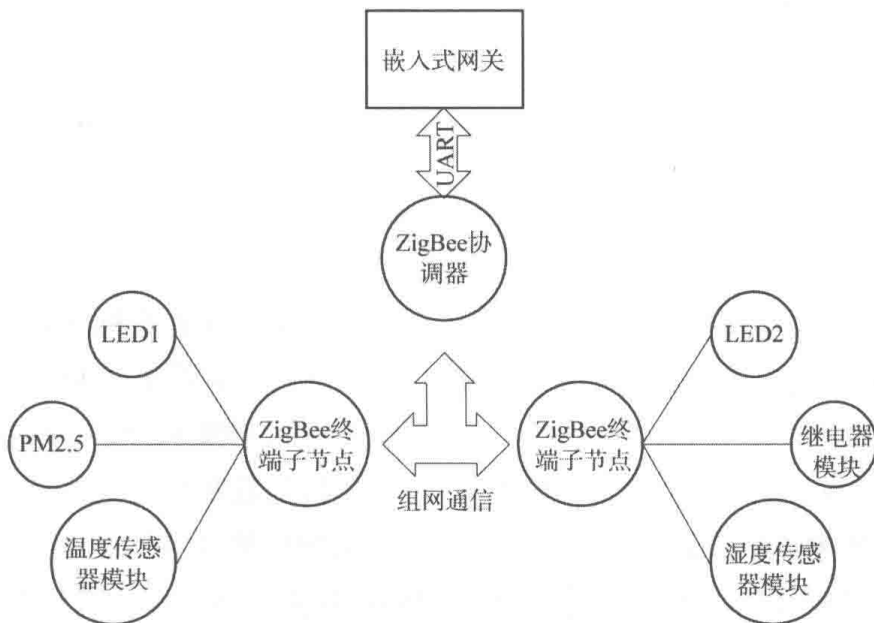 嵌入式网关
UART
ZigBee协
调器
LED1
LED2
PM2.5
ZigBee终
端子节点
ZigBee终
端子节点
继电器
模块
组网通信
温度传感
器模块
湿度传感
器模块